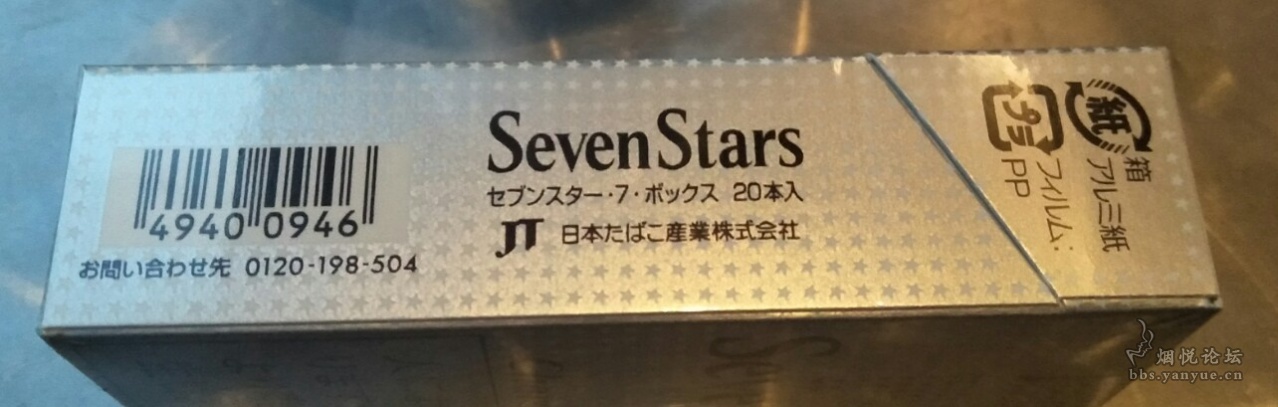 Seven Stars
セブンスター・7・ボックス 20本入
JT 日本たばこ産業株式会社
4940 0946
お問い合わせ先 0120-198-504
紙
箱
アルミ紙
プラ
フィルム:
PP
烟悦论坛
bbs.yanyue.cn